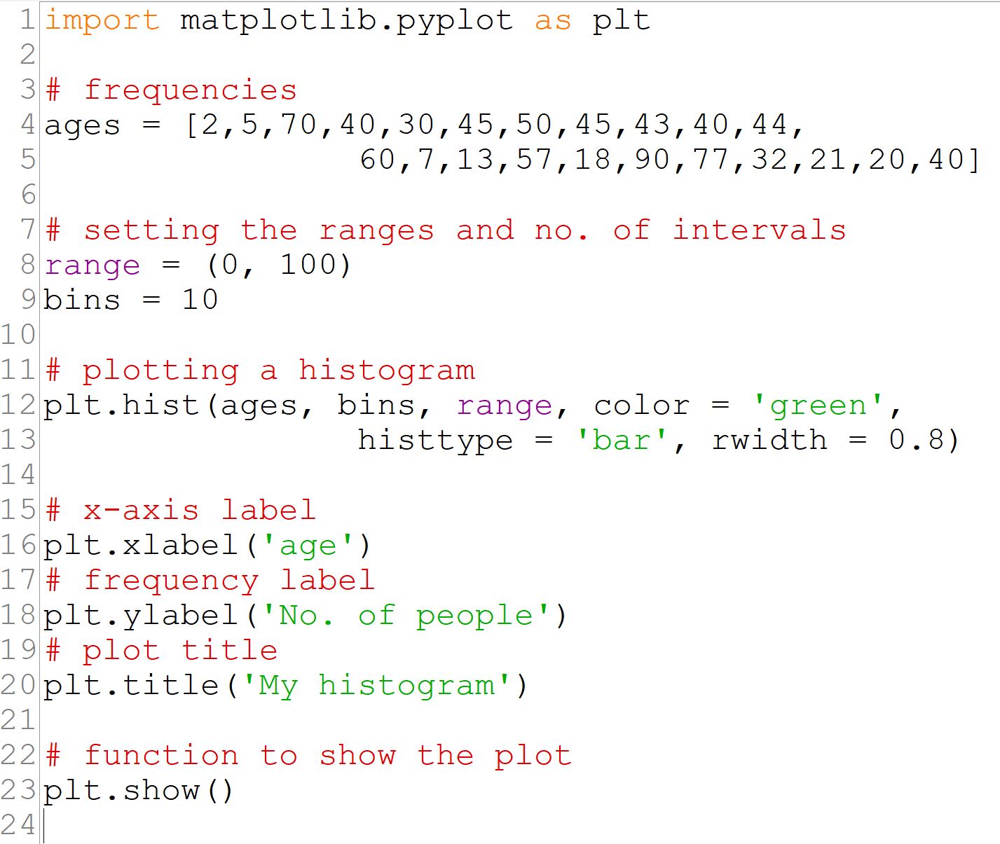 1 import matplotlib.pyplot as plt
2
3 # frequencies
4 ages = [2,5,70,40,30,45,50,45,43,40,44,
5                 60,7,13,57,18,90,77,32,21,20,40]
6
7 # setting the ranges and no. of intervals
8 range = (0, 100)
9 bins = 10
10
11 # plotting a histogram
12 plt.hist(ages, bins, range, color = 'green',
13                 histtype = 'bar', rwidth = 0.8)
14
15 # x-axis label
16 plt.xlabel('age')
17 # frequency label
18 plt.ylabel('No. of people')
19 # plot title
20 plt.title('My histogram')
21
22 # function to show the plot
23 plt.show()
24